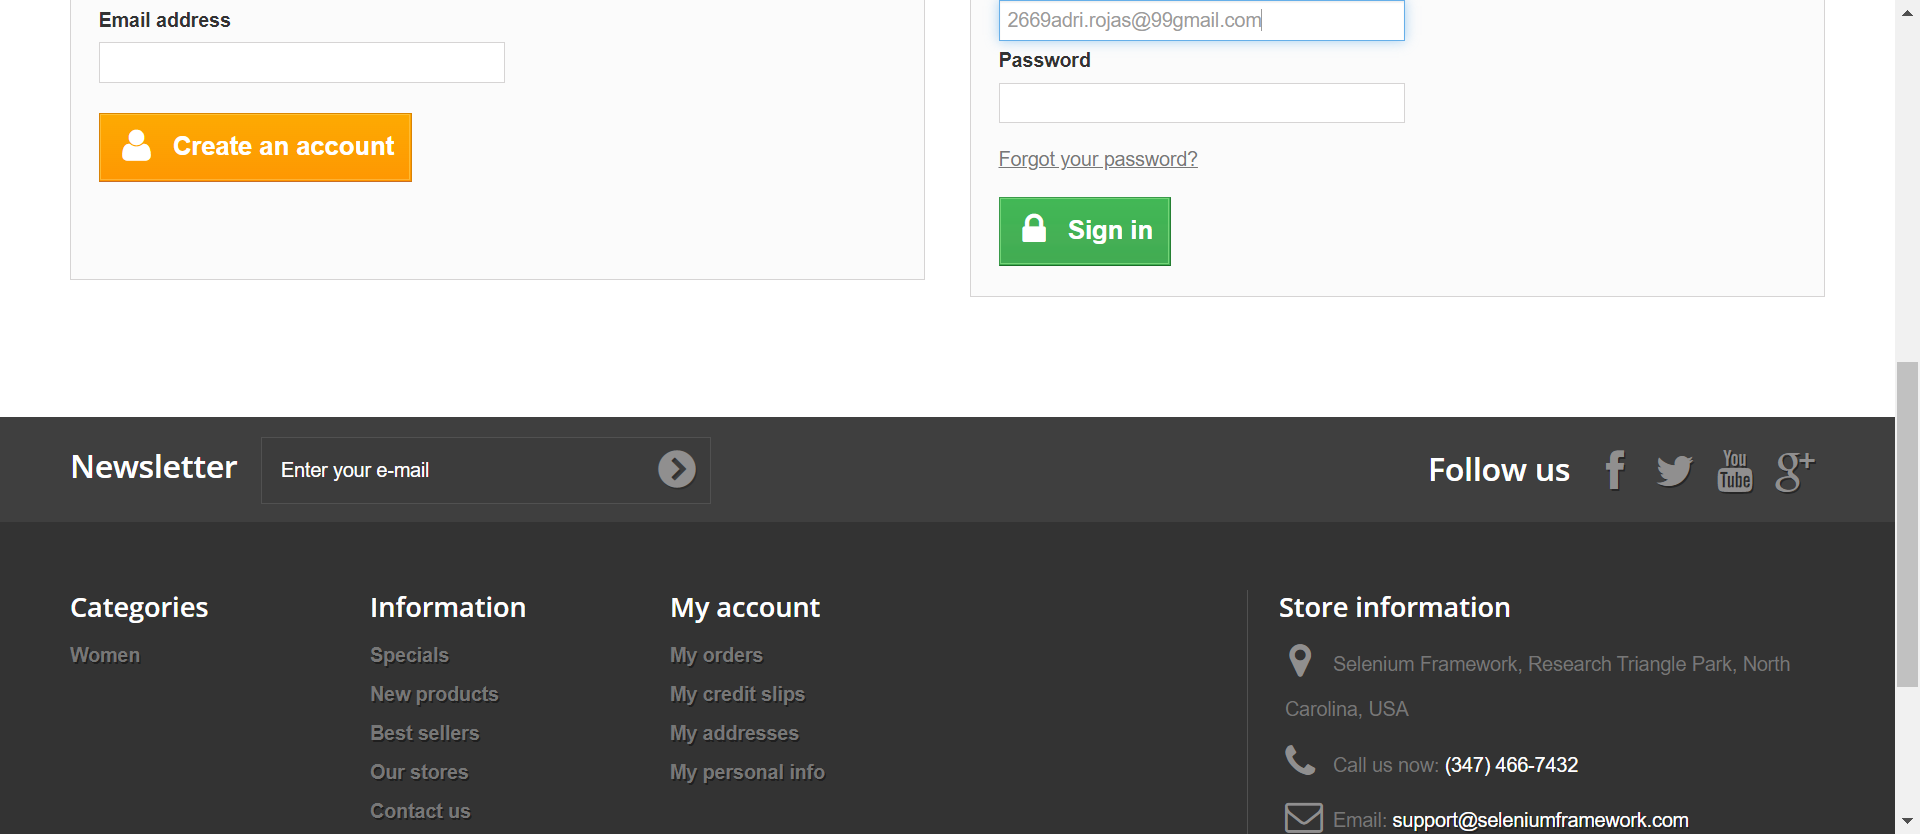 Email address
Create an account
2669adri.rojas@99gmail.com
Password
Forgot your password?
Sign in
Newsletter
Enter your e-mail
Follow us
You
Tube
g+
Categories
Women
Information
Specials
New products
Best sellers
Our stores
Contact us
My account
My orders
My credit slips
My addresses
My personal info
Store information
Selenium Framework, Research Triangle Park, North
Carolina, USA
Call us now: (347) 466-7432
Email: support@seleniumframework.com